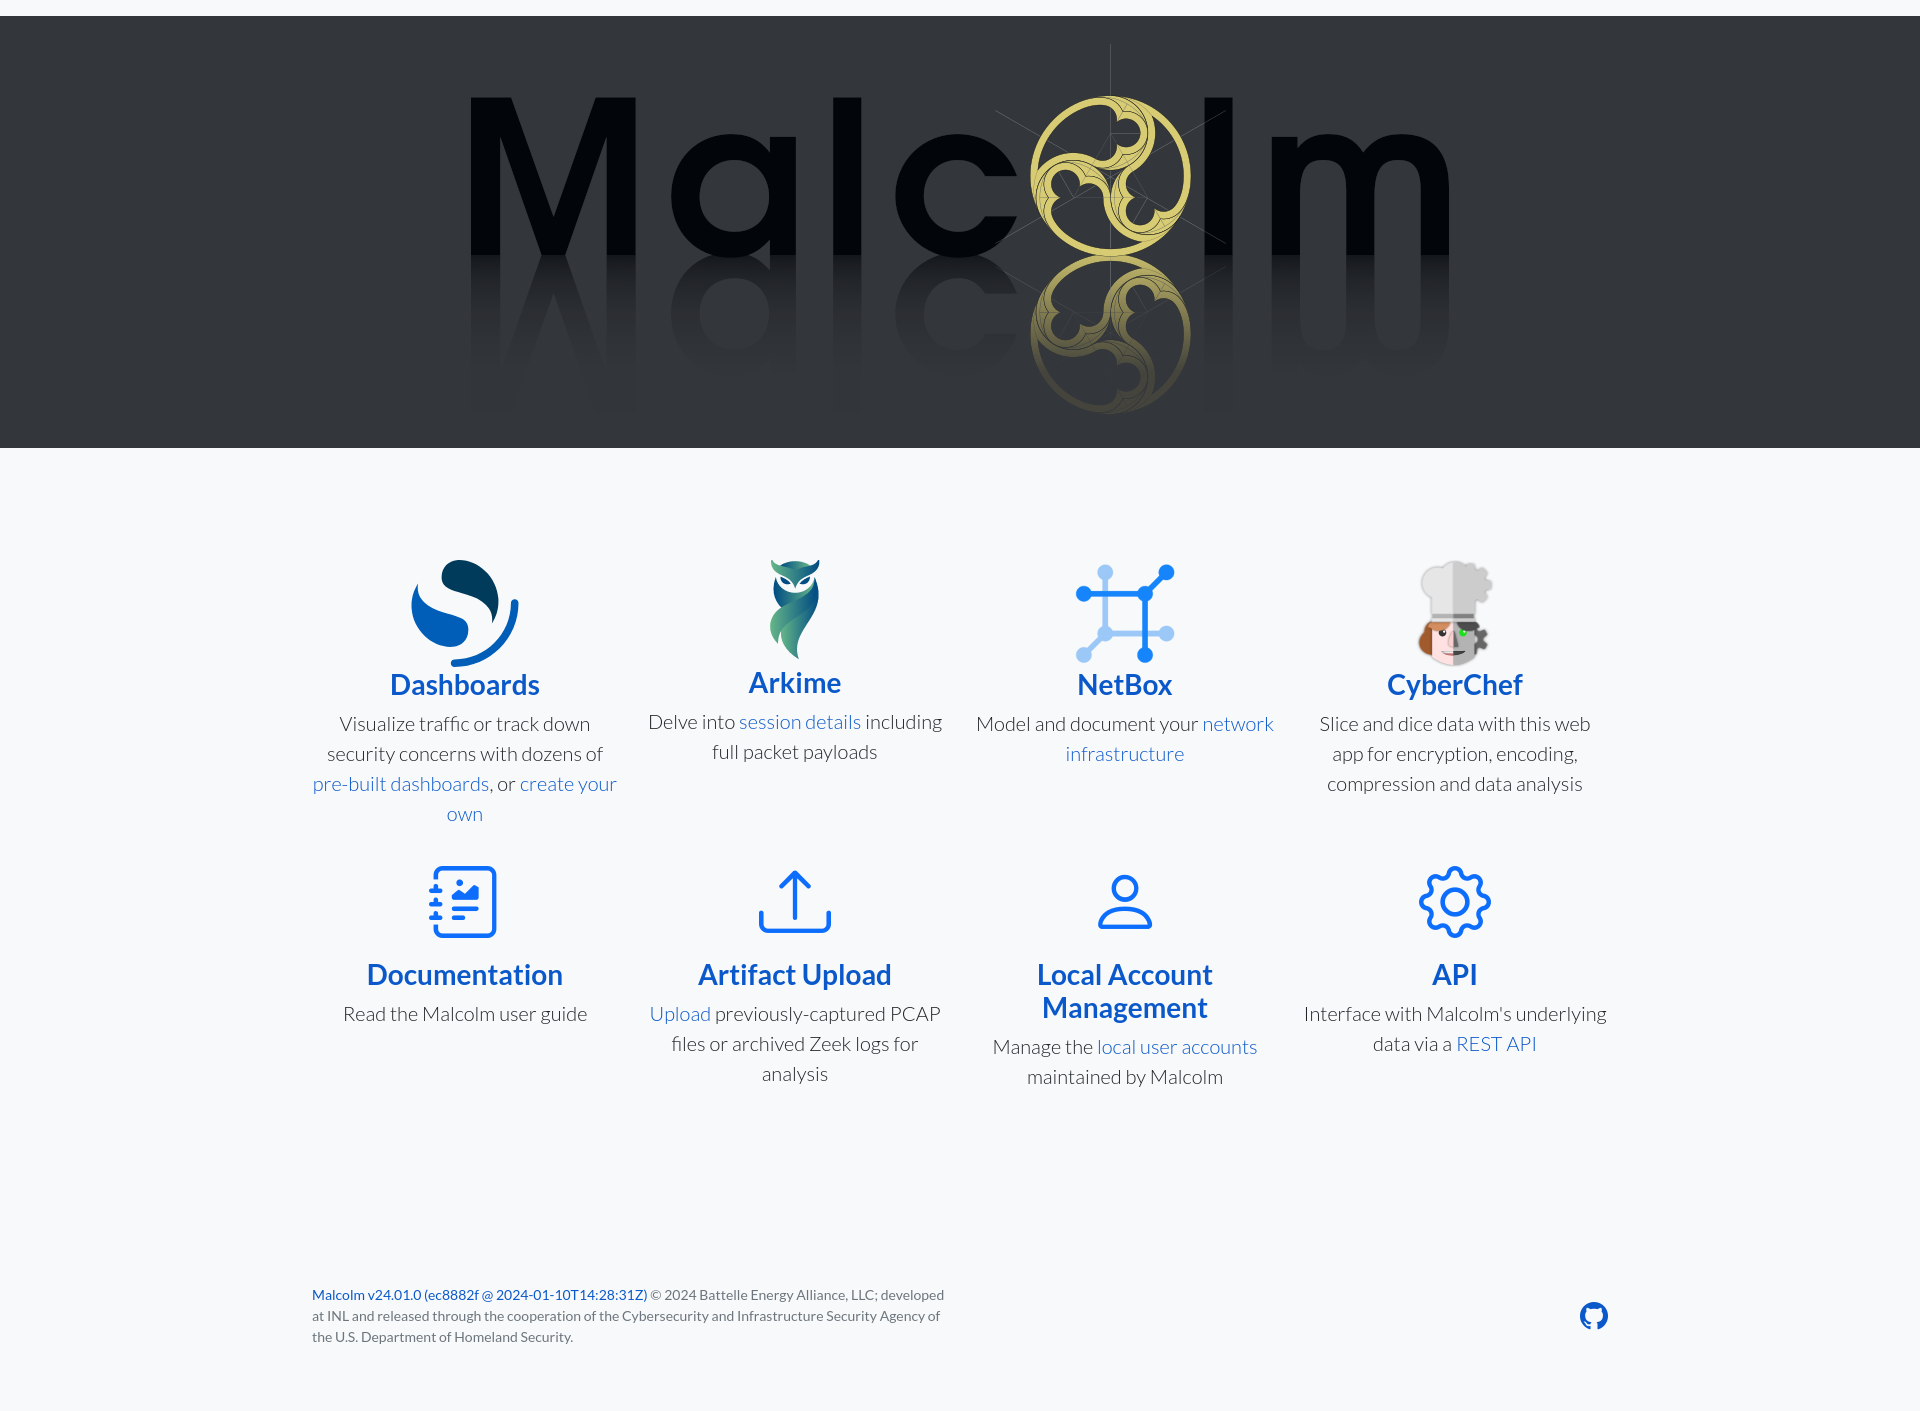 Malcolm
Dashboards
Visualize traffic or track down
security concerns with dozens of
pre-built dashboards, or create your
own
Arkime
Delve into session details including
full packet payloads
NetBox
Model and document your network
infrastructure
CyberChef
Slice and dice data with this web
app for encryption, encoding,
compression and data analysis
Documentation
Read the Malcolm user guide
Artifact Upload
Upload previously-captured PCAP
files or archived Zeek logs for
analysis
Local Account
Management
Manage the local user accounts
maintained by Malcolm
API
Interface with Malcolm's underlying
data via a REST API
Malcolm v24.01.0 (ec8882f @ 2024-01-10T14:28:31Z) © 2024 Battelle Energy Alliance, LLC; developed
at INL and released through the cooperation of the Cybersecurity and Infrastructure Security Agency of
the U.S. Department of Homeland Security.